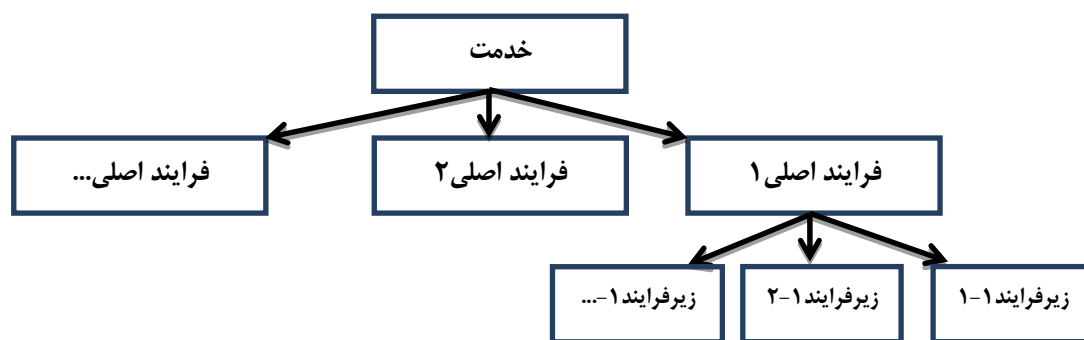 خدمت
فرایند اصلی۱
فرایند اصلی۲
فرایند اصلی...
زیرفرایند۱-۱
زیرفرایند۱-۲
زیرفرایند۱-...